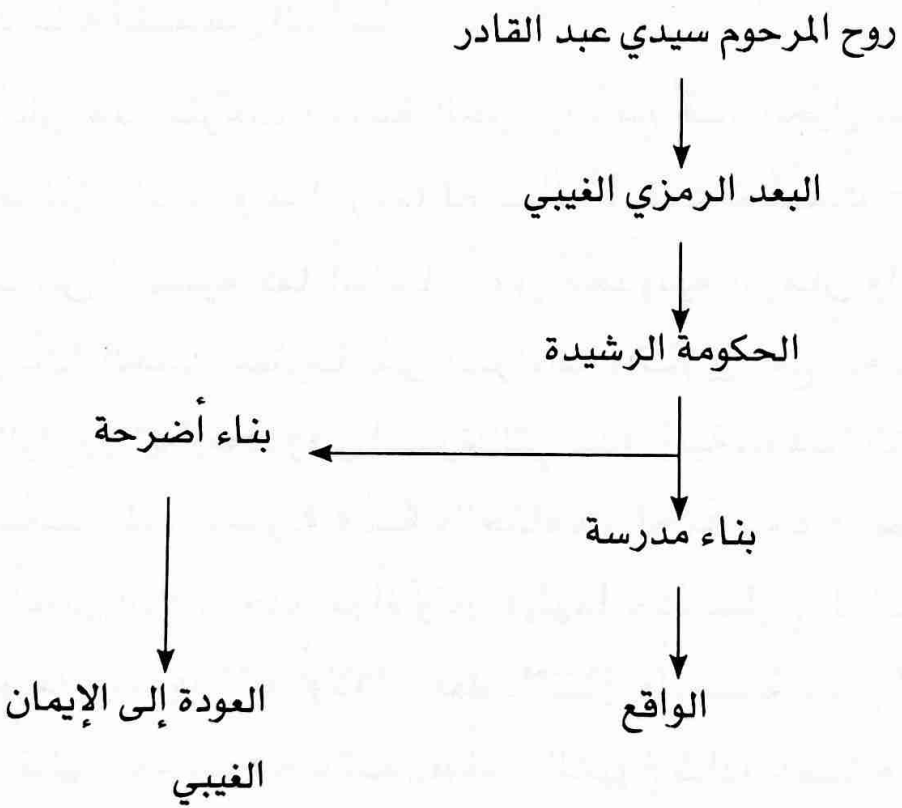 روح المرحوم سيدي عبد القادر
البعد الرمزي الغيبي
الحكومة الرشيدة
بناء أضرحة
بناء مدرسة
الواقع
العودة إلى الإيمان
الغيبي